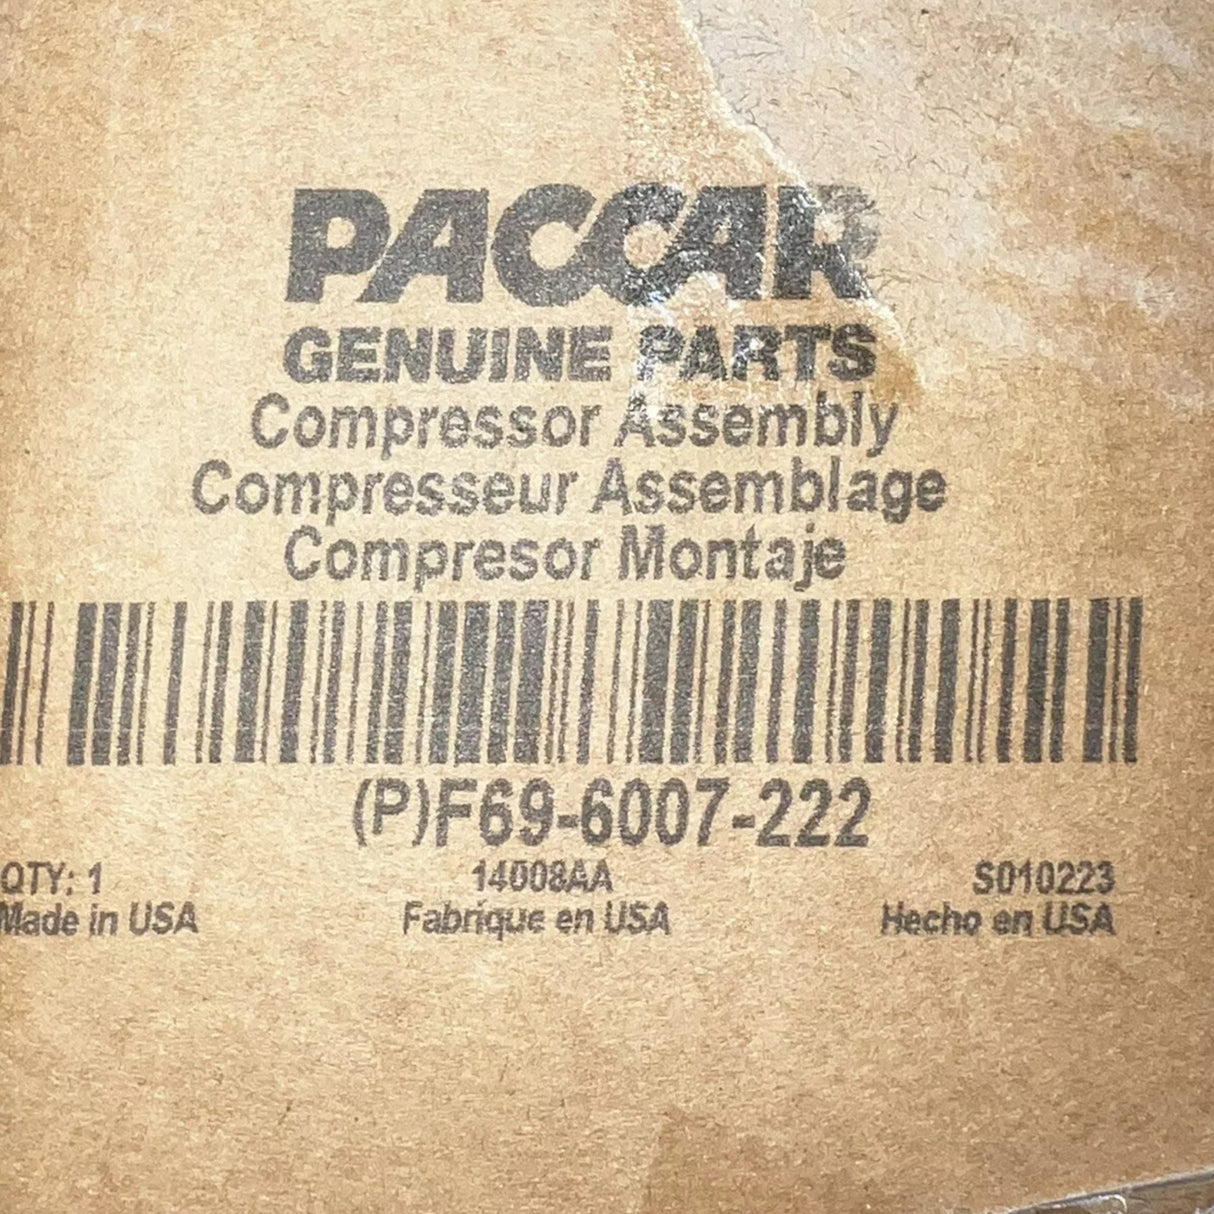 PACCAR
GENUINE PARTS
Compressor Assembly
Compresseur Assemblage
Compresor Montaje
(P)F69-6007-222
QTY: 1 14008AA S010223
Made in USA Fabrique en USA Hecho en USA